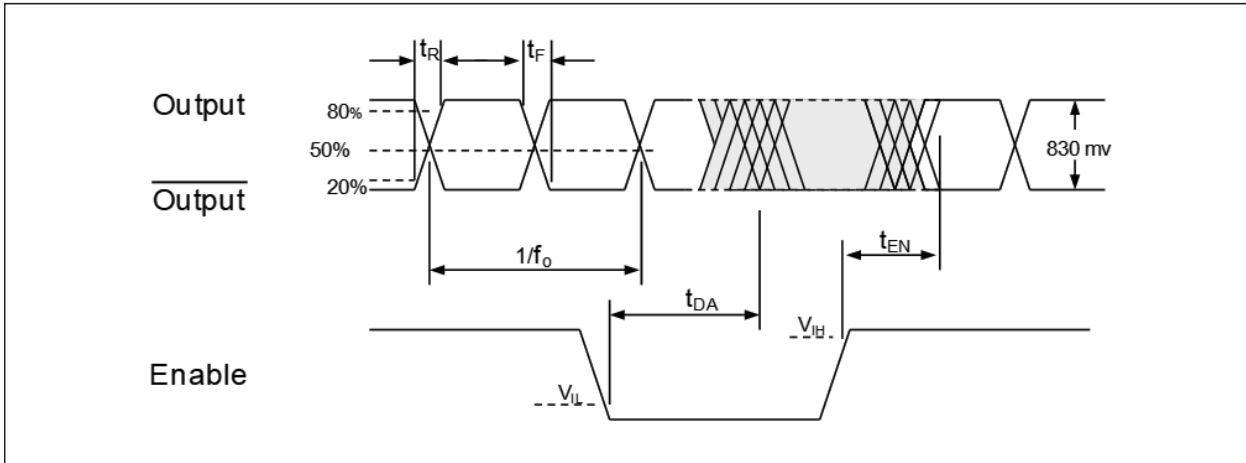 tR
tF
Output
80%
50%
830 mv
20%
Output
tEN
1/fo
tDA
VIH
Enable
VIL